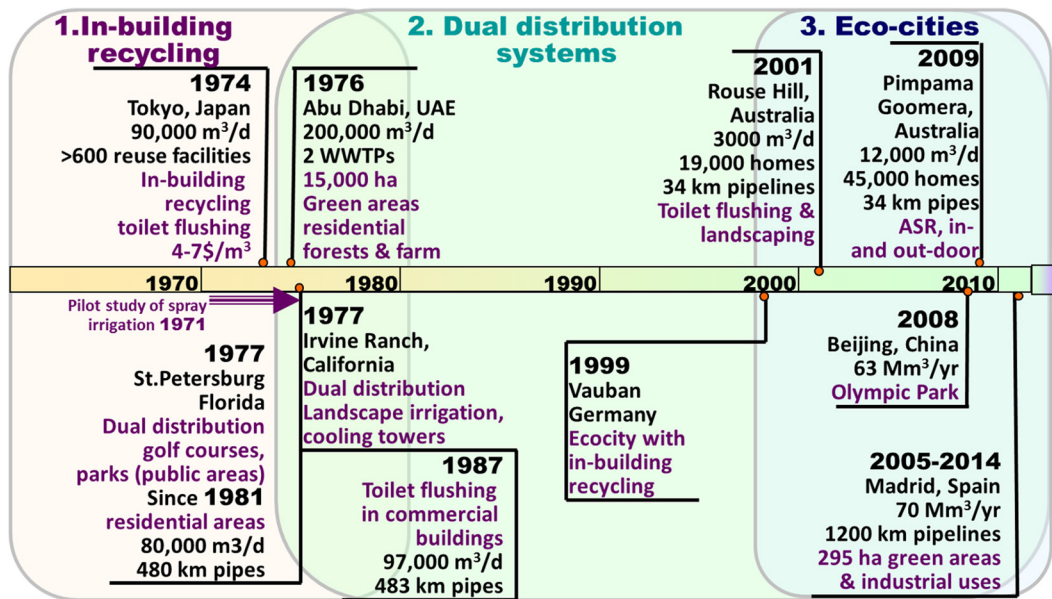 1.In-building
recycling
2. Dual distribution
systems
3. Eco-cities
1974
Tokyo, Japan
90,000 m³/d
>600 reuse facilities
In-building
recycling
toilet flushing
4-7$/m³
1976
Abu Dhabi, UAE
200,000 m³/d
2 WWTPs
15,000 ha
Green areas
residential
forests & farm
2001
Rouse Hill,
Australia
3000 m³/d
19,000 homes
34 km pipelines
Toilet flushing &
landscaping
2009
Pimpama
Goomera,
Australia
12,000 m³/d
45,000 homes
34 km pipes
ASR, in-
and out-door
1970
1980
1990
2000
2010
Pilot study of spray
irrigation 1971
1977
St.Petersburg
Florida
Dual distribution
golf courses,
parks (public areas)
Since 1981
residential areas
80,000 m3/d
480 km pipes
1977
Irvine Ranch,
California
Dual distribution
Landscape irrigation,
cooling towers
1987
Toilet flushing
in commercial
buildings
97,000 m³/d
483 km pipes
1999
Vauban
Germany
Ecocity with
in-building
recycling
2008
Beijing, China
63 Mm³/yr
Olympic Park
2005-2014
Madrid, Spain
70 Mm³/yr
1200 km pipelines
295 ha green areas
& industrial uses